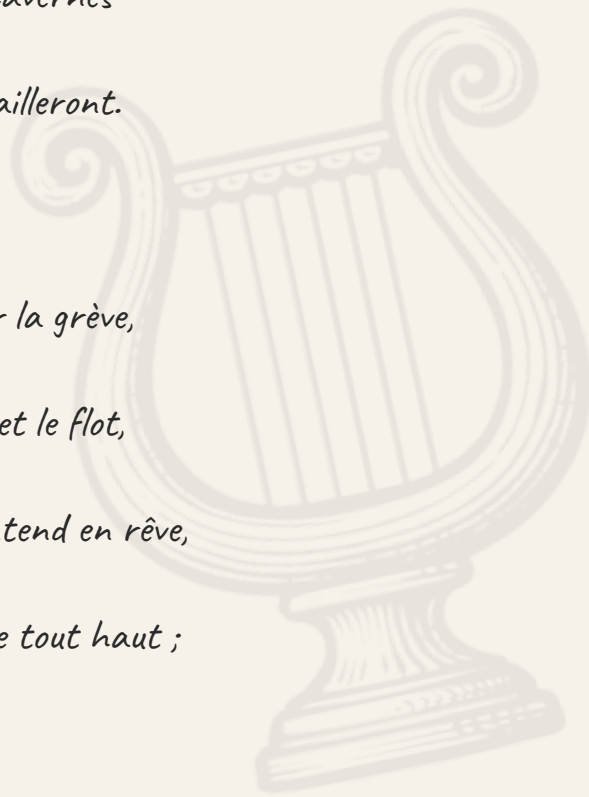 ailleront.
r la grève,
et le flot,
tend en rêve,
e tout haut ;